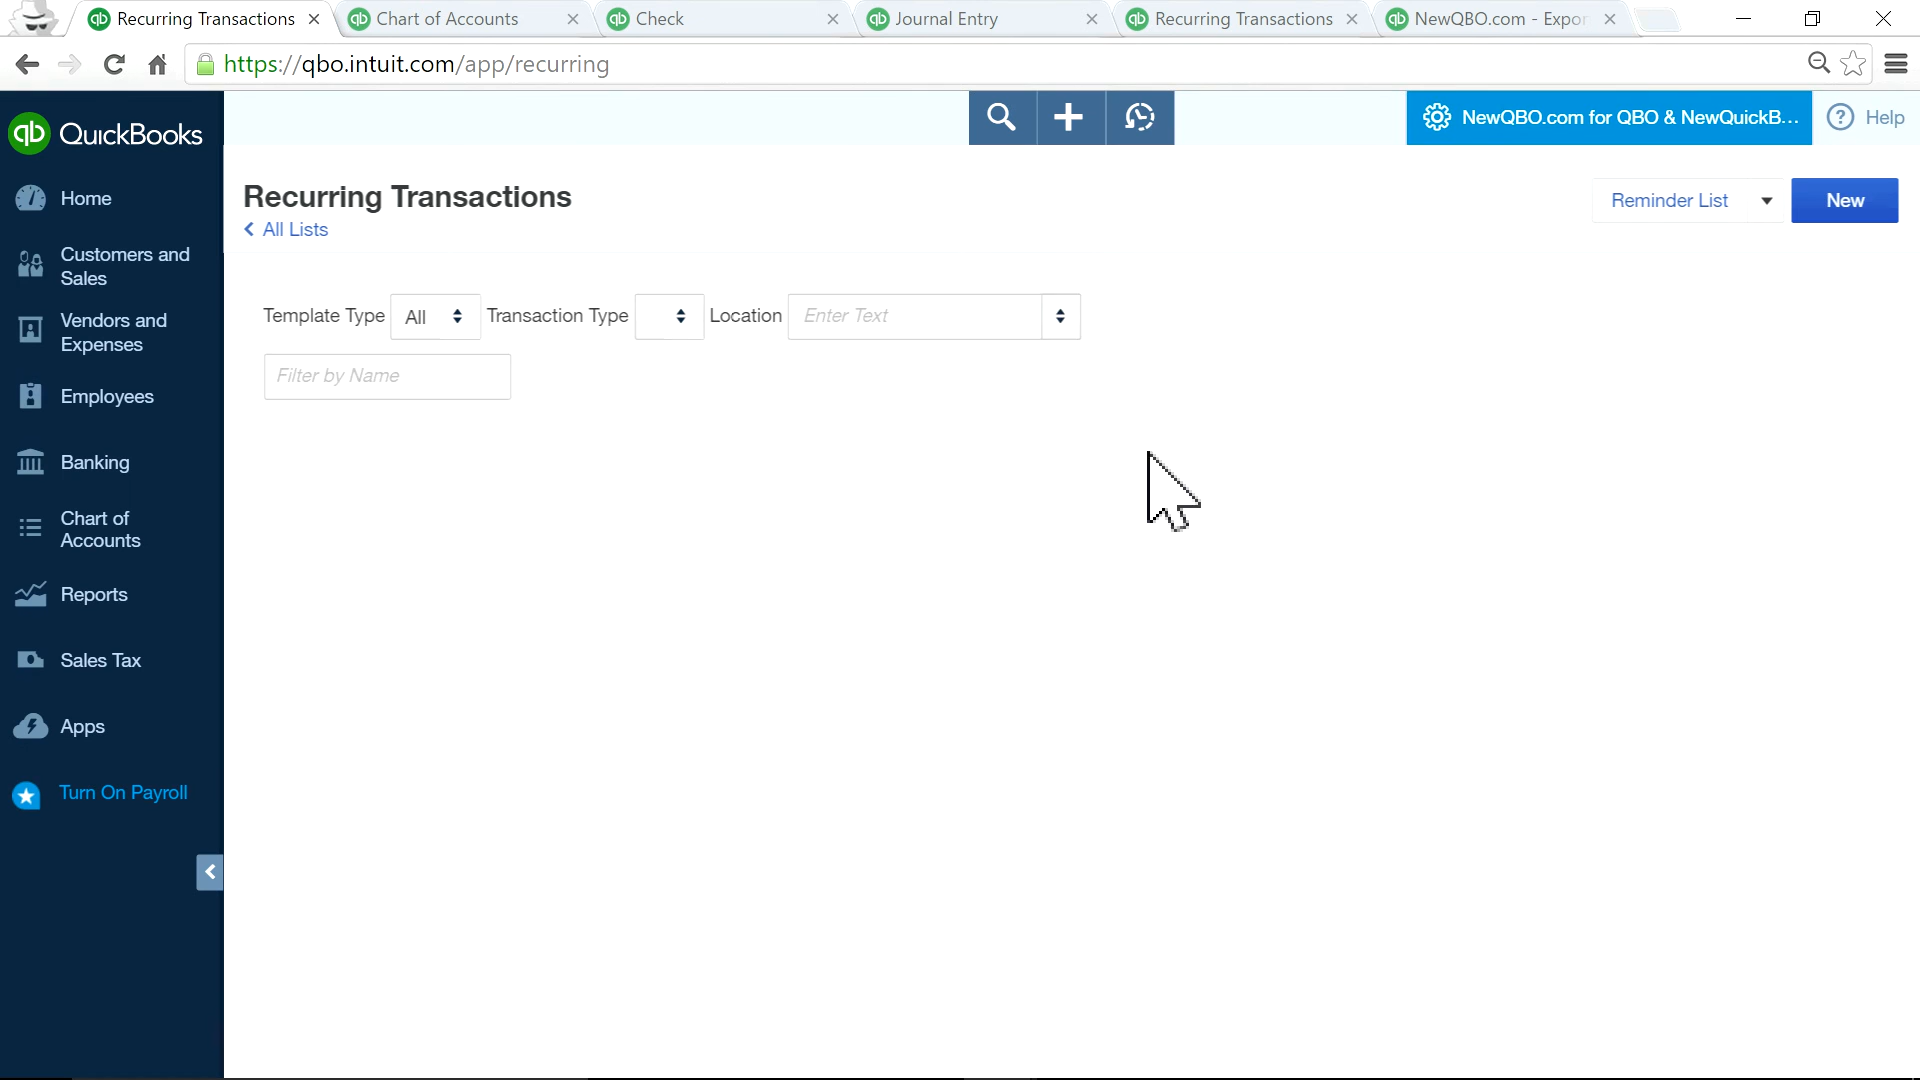 Recurring Transactions
Chart of Accounts
Check
Journal Entry
Recurring Transactions
NewQBO.com - Expor
https://qbo.intuit.com/app/recurring
qb QuickBooks
NewQBO.com for QBO & NewQuickB...
? Help
Home
Customers and
Sales
Vendors and
Expenses
Employees
Banking
Chart of
Accounts
Reports
Sales Tax
Apps
Turn On Payroll
Recurring Transactions
All Lists
Reminder List
New
Template Type All Transaction Type Location Enter Text
Filter by Name